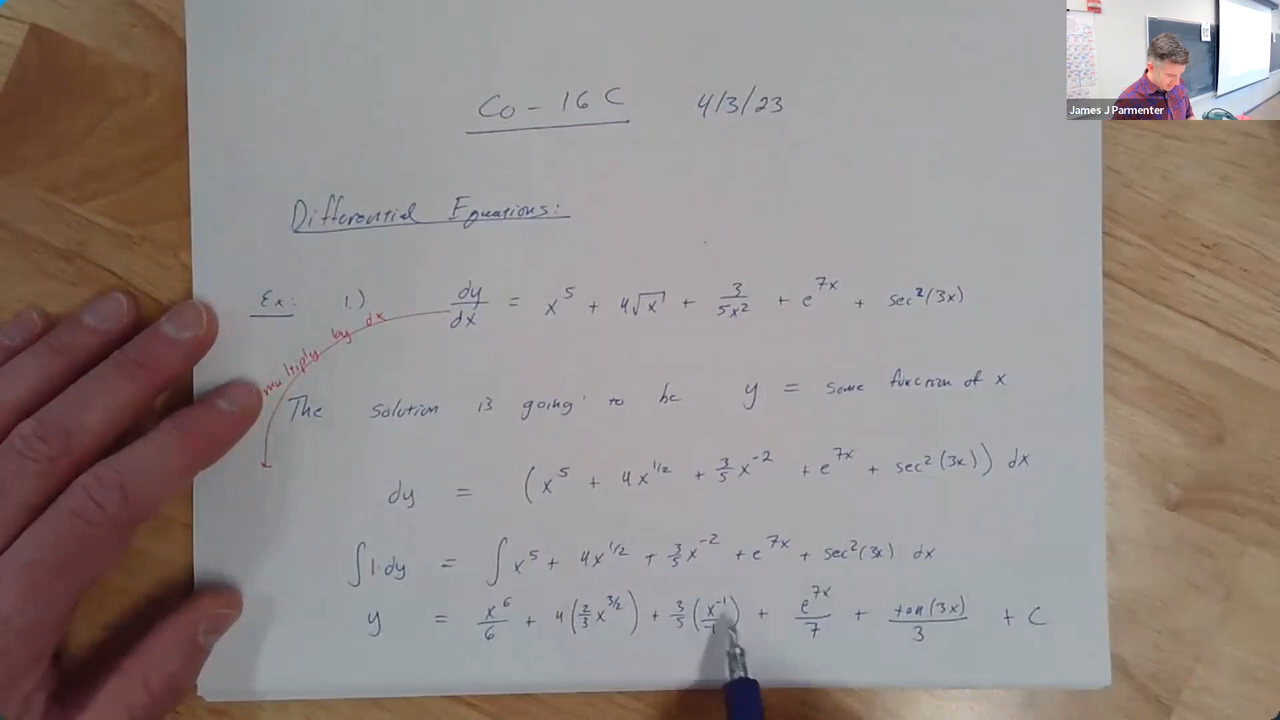 James J Parmenter
Co - 16 C 4/3/23
Differential Equations:
Ex: 1.) dy/dx = x^5 + 4√x + 3/(5x^2) + e^(7x) + sec^2(3x)
multiply by dx
The solution is going to be y = some function of x
dy = (x^5 + 4x^(1/2) + 3/5 x^(-2) + e^(7x) + sec^2(3x)) dx
∫1·dy = ∫x^5 + 4x^(1/2) + 3/5 x^(-2) + e^(7x) + sec^2(3x) dx
y = x^6/6 + 4(2/3 x^(3/2)) + 3/5 (x^(-1)/-1) + e^(7x)/7 + tan(3x)/3 + C